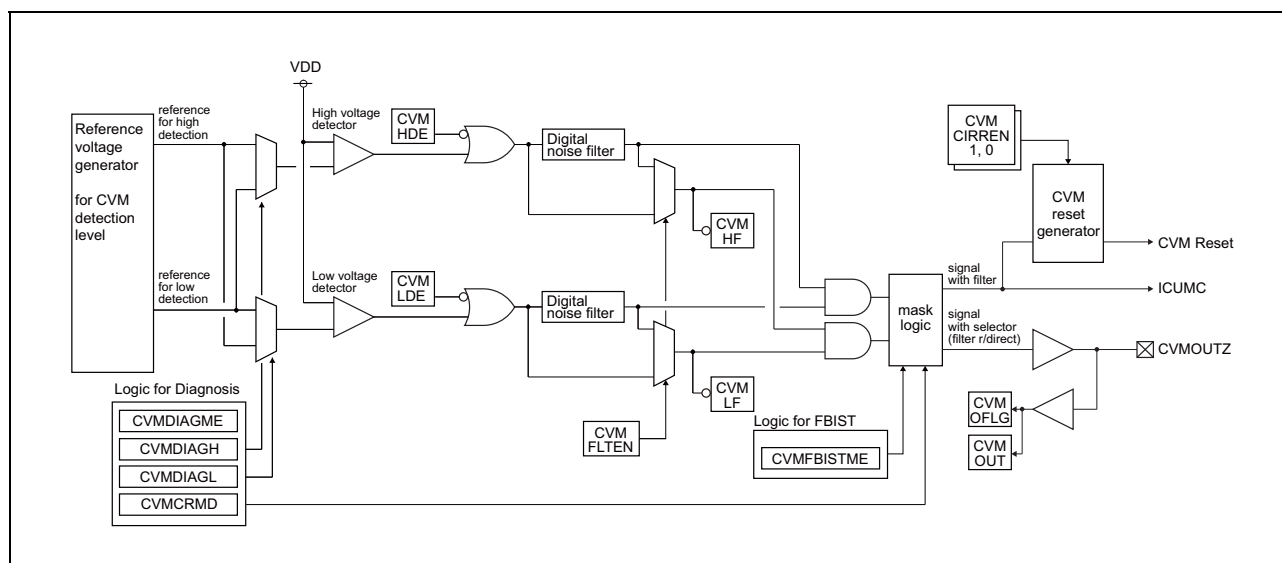 VDD
Reference
voltage
generator
for CVM
detection
level
reference
for high
detection
reference
for low
detection
High voltage
detector
Low voltage
detector
CVM
HDE
CVM
LDE
Digital
noise filter
Digital
noise filter
CVM
HF
CVM
LF
CVM
FLTEN
Logic for Diagnosis
CVMDIAGME
CVMDIAGH
CVMDIAGL
CVMCRMD
Logic for FBIST
CVMFBISTME
mask
logic
signal
with filter
signal
with selector
(filter r/direct)
CVM
CIRREN
1, 0
CVM
reset
generator
CVM Reset
ICUMC
CVMOUTZ
CVM
OFLG
CVM
OUT